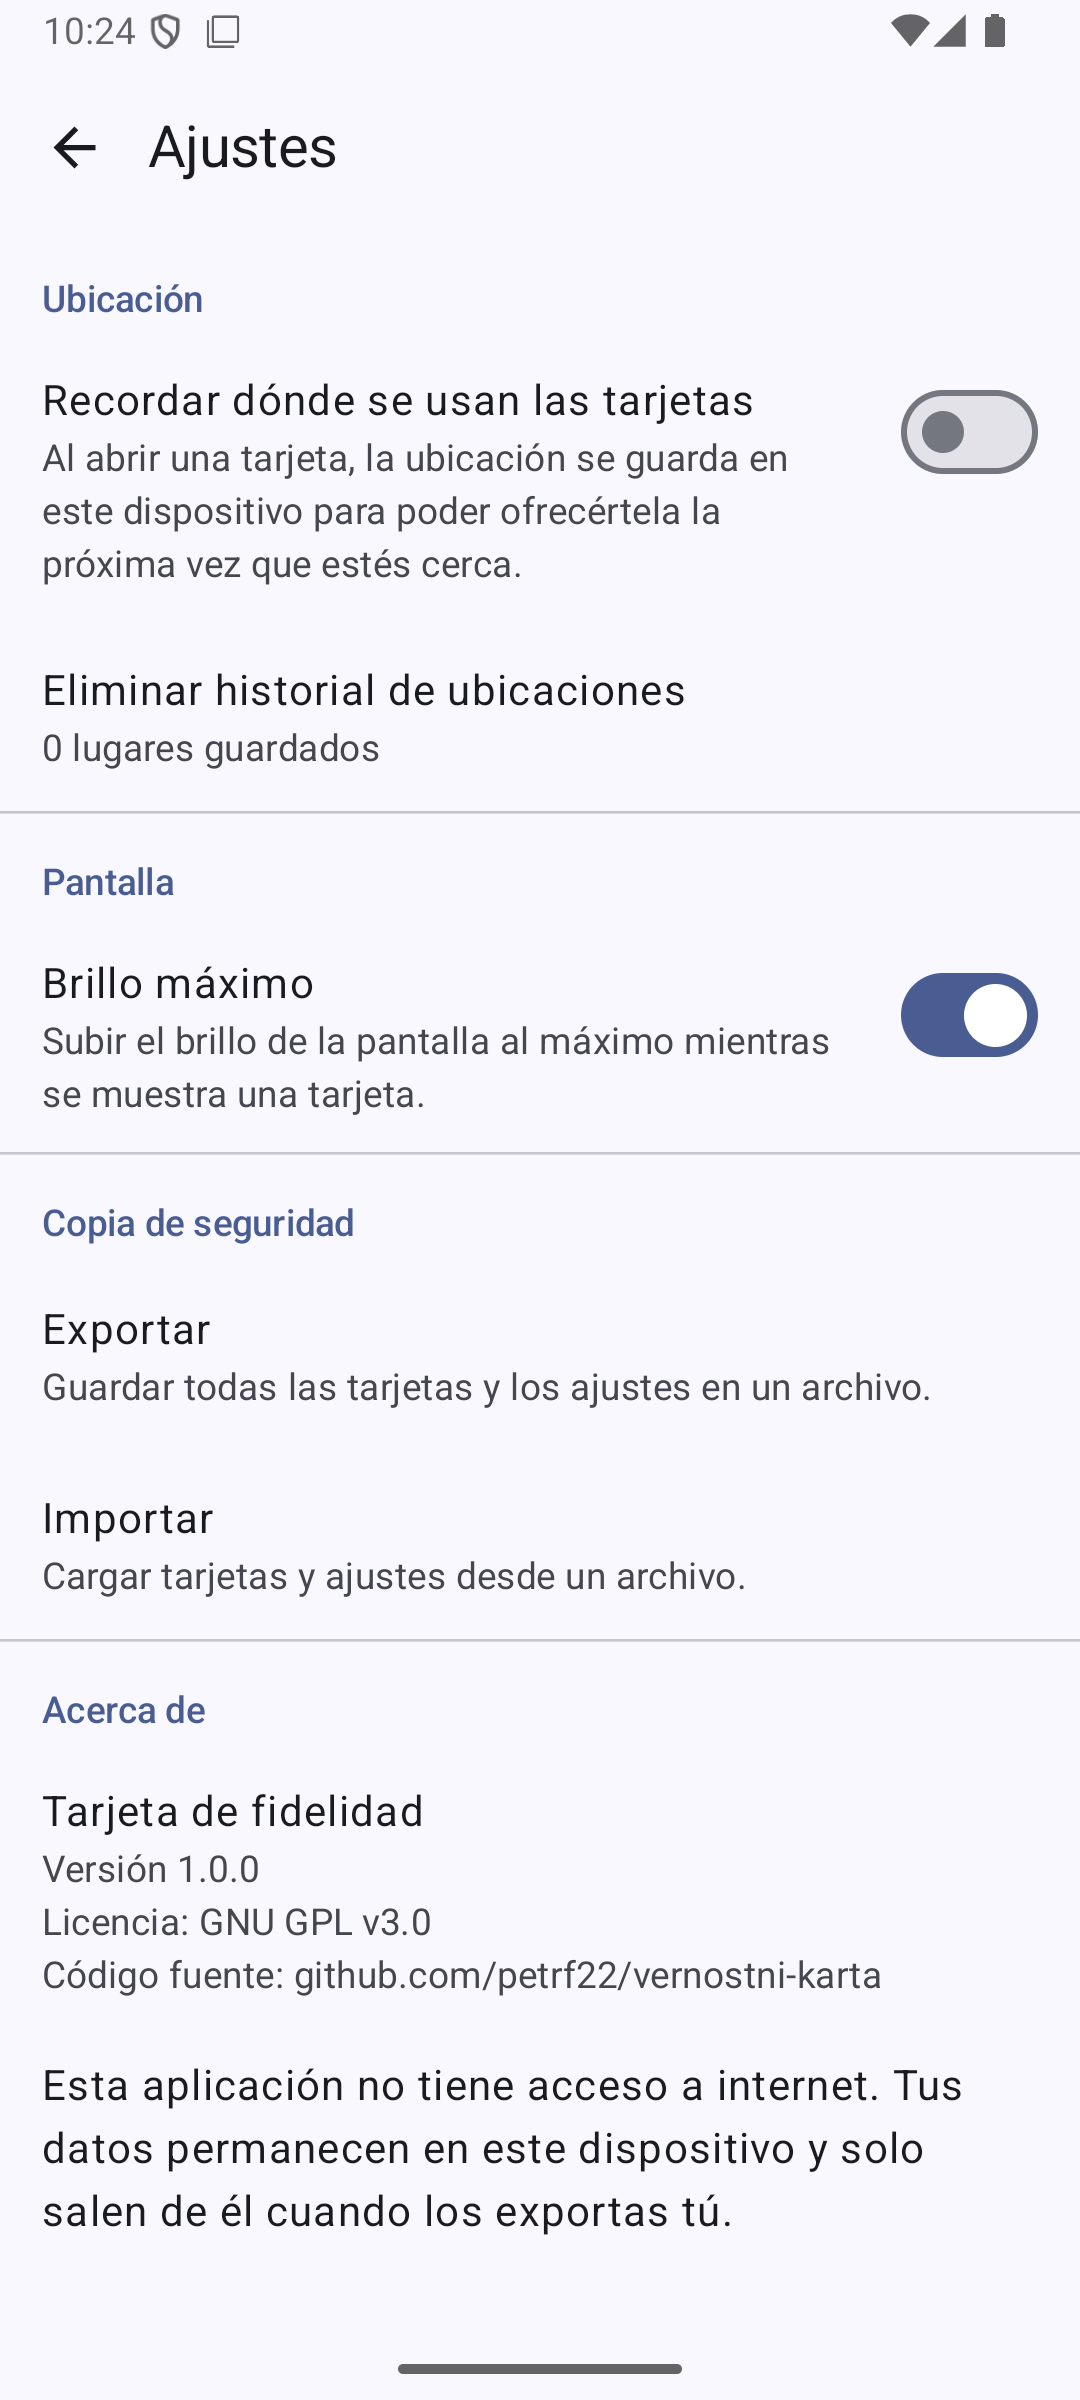 10:24
Ajustes
Ubicación
Recordar dónde se usan las tarjetas
Al abrir una tarjeta, la ubicación se guarda en
este dispositivo para poder ofrecértela la
próxima vez que estés cerca.
Eliminar historial de ubicaciones
0 lugares guardados
Pantalla
Brillo máximo
Subir el brillo de la pantalla al máximo mientras
se muestra una tarjeta.
Copia de seguridad
Exportar
Guardar todas las tarjetas y los ajustes en un archivo.
Importar
Cargar tarjetas y ajustes desde un archivo.
Acerca de
Tarjeta de fidelidad
Versión 1.0.0
Licencia: GNU GPL v3.0
Código fuente: github.com/petrf22/vernostni-karta
Esta aplicación no tiene acceso a internet. Tus
datos permanecen en este dispositivo y solo
salen de él cuando los exportas tú.